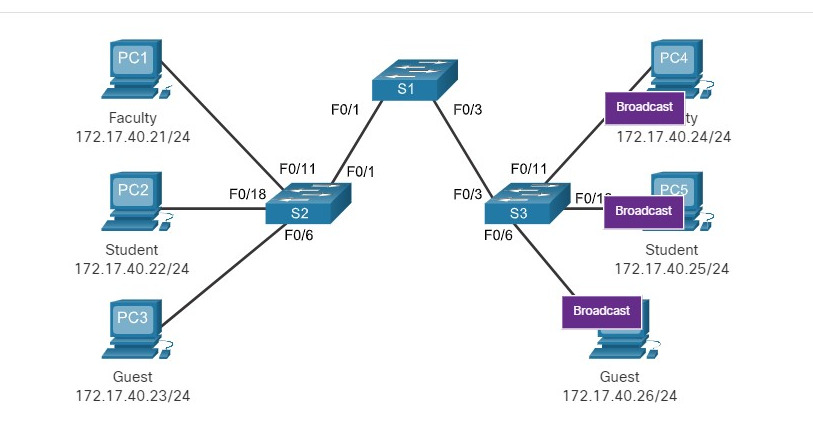 PC1
Faculty
172.17.40.21/24
PC2
Student
172.17.40.22/24
PC3
Guest
172.17.40.23/24
F0/11
F0/18
S2
F0/6
F0/1
F0/1
S1
F0/3
F0/3
F0/11
S3
F0/6
PC4
Broadcast
ty
172.17.40.24/24
PC5
Broadcast
Student
172.17.40.25/24
Broadcast
Guest
172.17.40.26/24